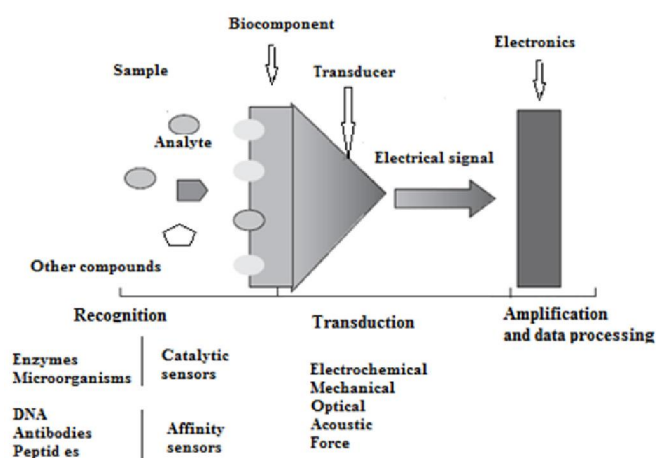 Biocomponent
Electronics
Sample
Transducer
Analyte
Electrical signal
Other compounds
Recognition
Transduction
Amplification
and data processing
Enzymes
Microorganisms
Catalytic
sensors
DNA
Antibodies
Peptid es
Affinity
sensors
Electrochemical
Mechanical
Optical
Acoustic
Force